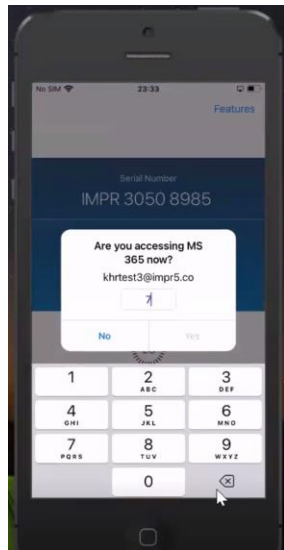 No SIM 23:33
Features
Serial Number
IMPR 3050 8985
Are you accessing MS
365 now?
khrtest3@impr5.co
7
No Yes
1 2 3
ABC DEF
4 5 6
GHI JKL MNO
7 8 9
PQRS TUV WXYZ
0